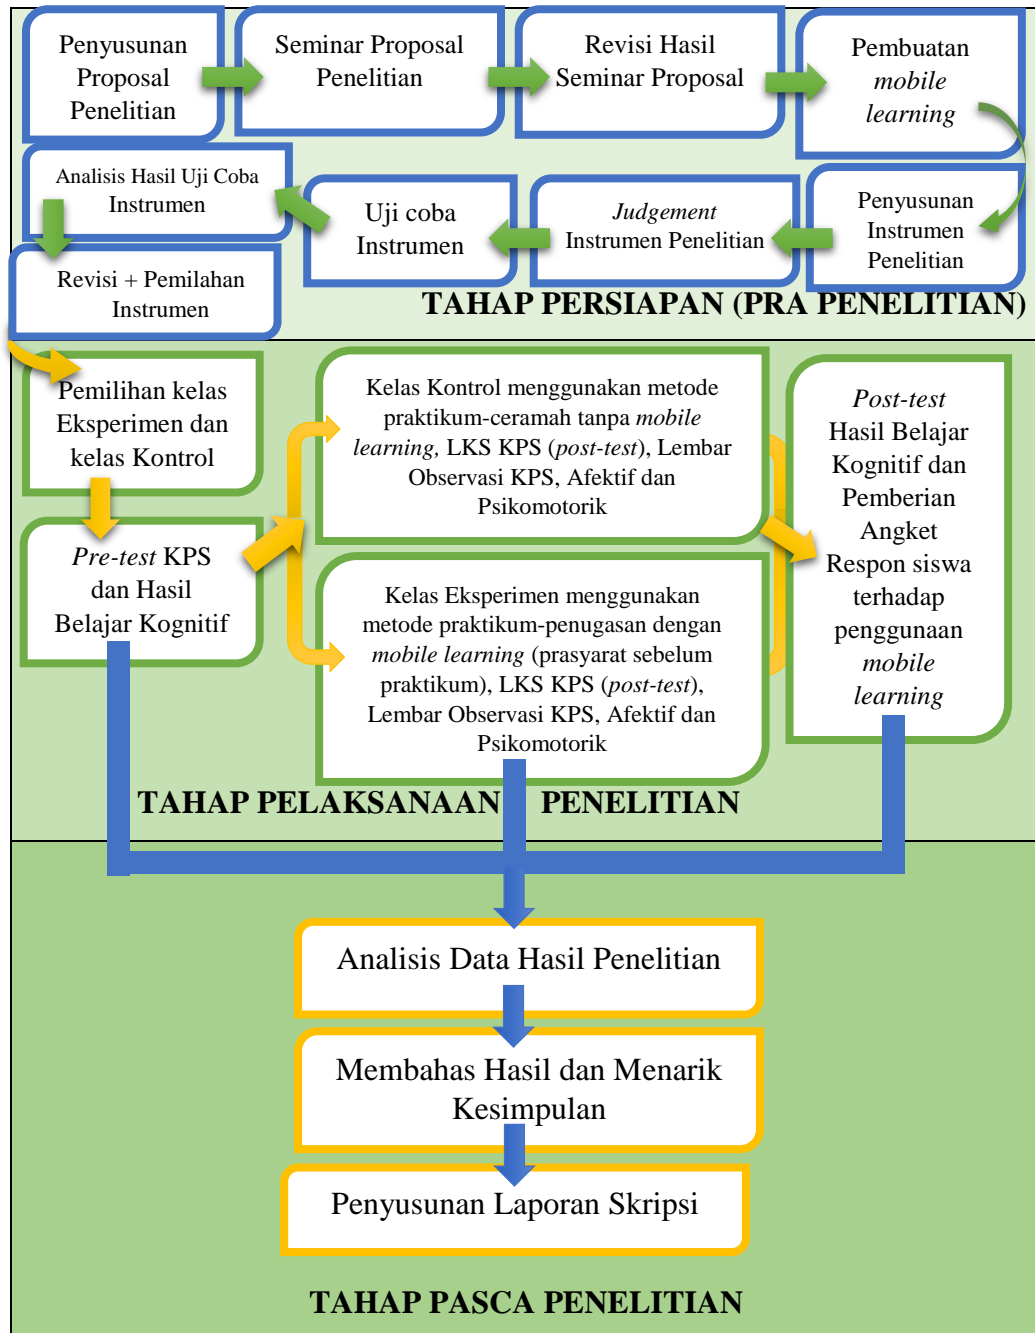 Penyusunan
Proposal
Penelitian
Seminar Proposal
Penelitian
Revisi Hasil
Seminar Proposal
Pembuatan
mobile
learning
Penyusunan
Instrumen
Penelitian
Judgement
Instrumen Penelitian
Uji coba
Instrumen
Analisis Hasil Uji Coba
Instrumen
Revisi + Pemilahan
Instrumen
TAHAP PERSIAPAN (PRA PENELITIAN)
Pemilihan kelas
Eksperimen dan
kelas Kontrol
Pre-test KPS
dan Hasil
Belajar Kognitif
Kelas Kontrol menggunakan metode
praktikum-ceramah tanpa mobile
learning, LKS KPS (post-test), Lembar
Observasi KPS, Afektif dan
Psikomotorik
Kelas Eksperimen menggunakan
metode praktikum-penugasan dengan
mobile learning (prasyarat sebelum
praktikum), LKS KPS (post-test),
Lembar Observasi KPS, Afektif dan
Psikomotorik
Post-test
Hasil Belajar
Kognitif dan
Pemberian
Angket
Respon siswa
terhadap
penggunaan
mobile
learning
TAHAP PELAKSANAAN PENELITIAN
Analisis Data Hasil Penelitian
Membahas Hasil dan Menarik
Kesimpulan
Penyusunan Laporan Skripsi
TAHAP PASCA PENELITIAN